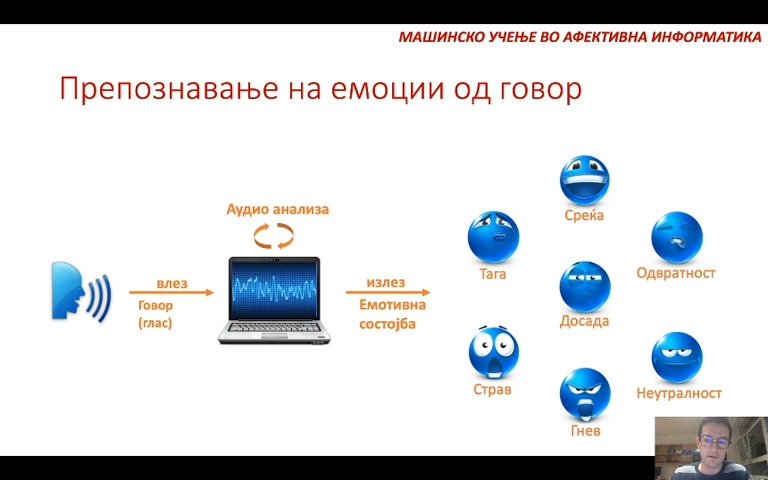 МАШИНСКО УЧЕЊЕ ВО АФЕКТИВНА ИНФОРМАТИКА
Препознавање на емоции од говор
Аудио анализа
влез
Говор
(глас)
излез
Емотивна
состојба
Среќа
Тага
Одвратност
Досада
Страв
Неутралност
Гнев